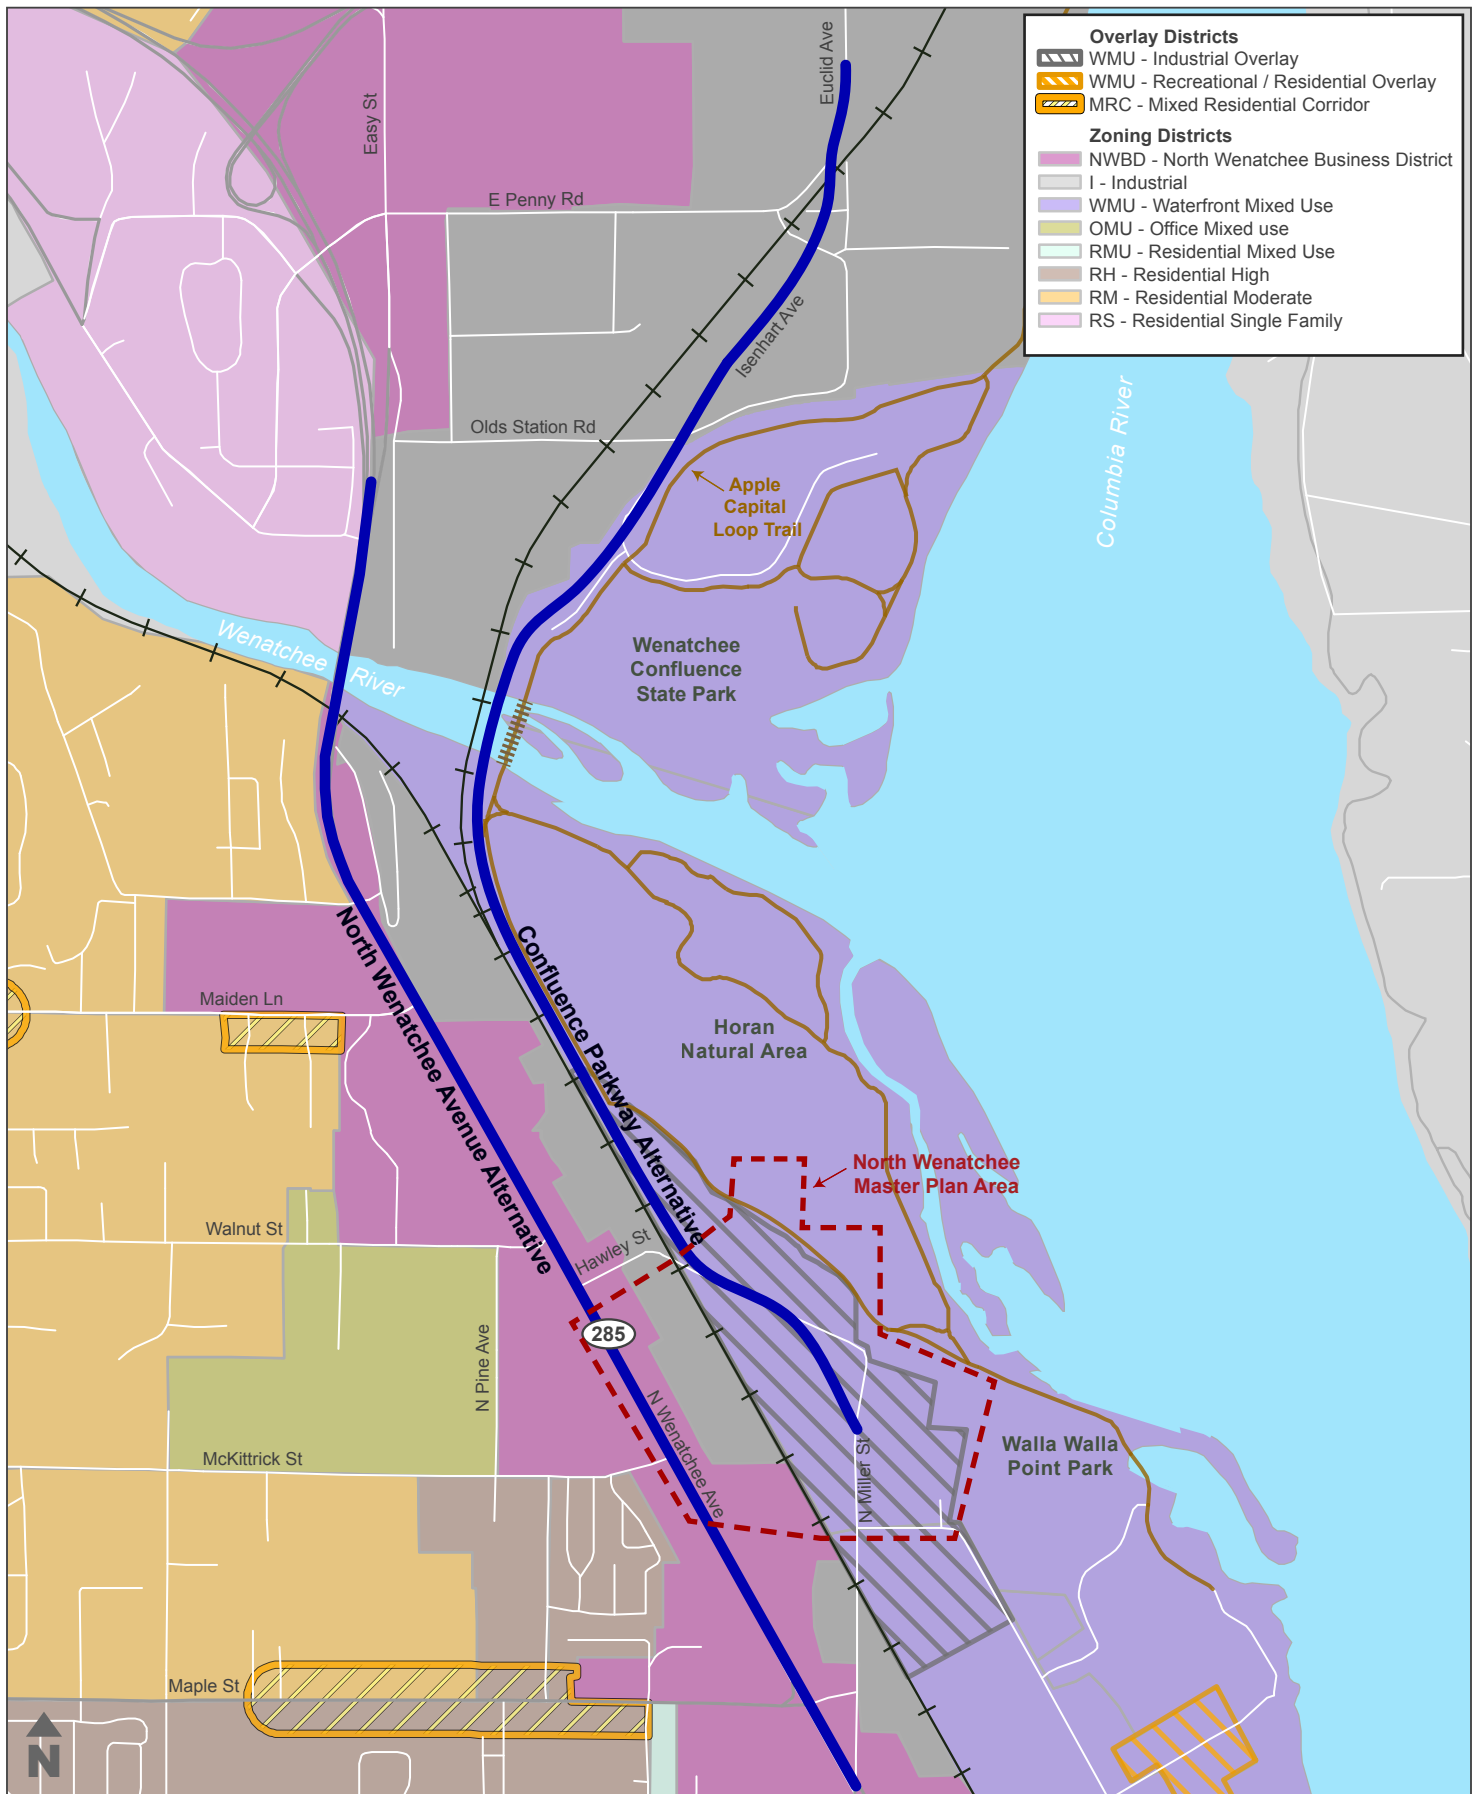 Overlay Districts
WMU - Industrial Overlay
WMU - Recreational / Residential Overlay
MRC - Mixed Residential Corridor
Zoning Districts
NWBD - North Wenatchee Business District
I - Industrial
WMU - Waterfront Mixed Use
OMU - Office Mixed use
RMU - Residential Mixed Use
RH - Residential High
RM - Residential Moderate
RS - Residential Single Family
Euclid Ave
Easy St
E Penny Rd
Isenhart Ave
Olds Station Rd
Columbia River
Apple
Capital
Loop Trail
Wenatchee
River
Wenatchee
Confluence
State Park
North Wenatchee Avenue Alternative
Confluence Parkway Alternative
Maiden Ln
Horan
Natural Area
North Wenatchee
Master Plan Area
Walnut St
Hawley St
285
N Pine Ave
N Wenatchee Ave
N Miller St
Walla Walla
Point Park
McKittrick St
Maple St
N